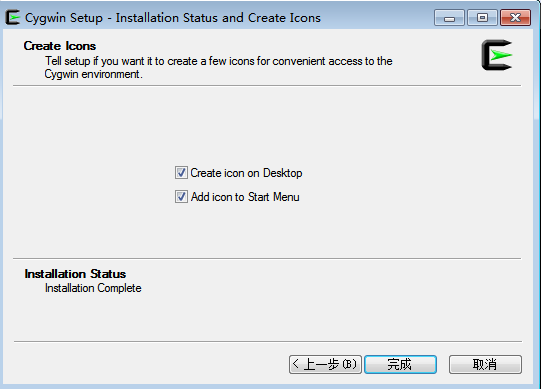 Cygwin Setup - Installation Status and Create Icons
Create Icons
Tell setup if you want it to create a few icons for convenient access to the
Cygwin environment.
Create icon on Desktop
Add icon to Start Menu
Installation Status
Installation Complete
< 上一步(B) 完成 取消